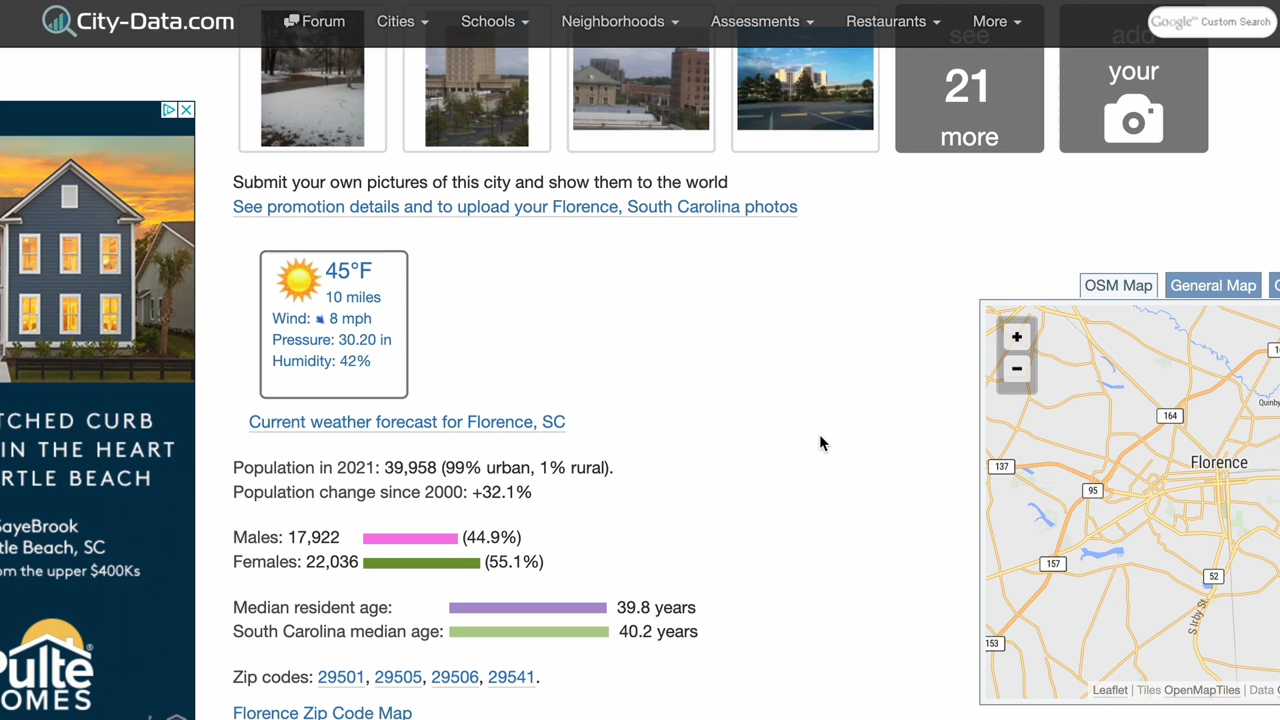 City-Data.com
Forum
Cities
Schools
Neighborhoods
Assessments
Restaurants
More
Google™ Custom Search
see
21
more
add
your
Submit your own pictures of this city and show them to the world
See promotion details and to upload your Florence, South Carolina photos
45°F
10 miles
Wind: 8 mph
Pressure: 30.20 in
Humidity: 42%
Current weather forecast for Florence, SC
Population in 2021: 39,958 (99% urban, 1% rural).
Population change since 2000: +32.1%
Males: 17,922 (44.9%)
Females: 22,036 (55.1%)
Median resident age: 39.8 years
South Carolina median age: 40.2 years
Zip codes: 29501, 29505, 29506, 29541.
Florence Zip Code Map
TCHED CURB
IN THE HEART
RTLE BEACH
SayeBrook
tle Beach, SC
om the upper $400Ks
Pulte
HOMES
OSM Map
General Map
+
−
164
Quinby
137
Florence
95
157
52
S Irby St.
153
Leaflet | Tiles OpenMapTiles | Data